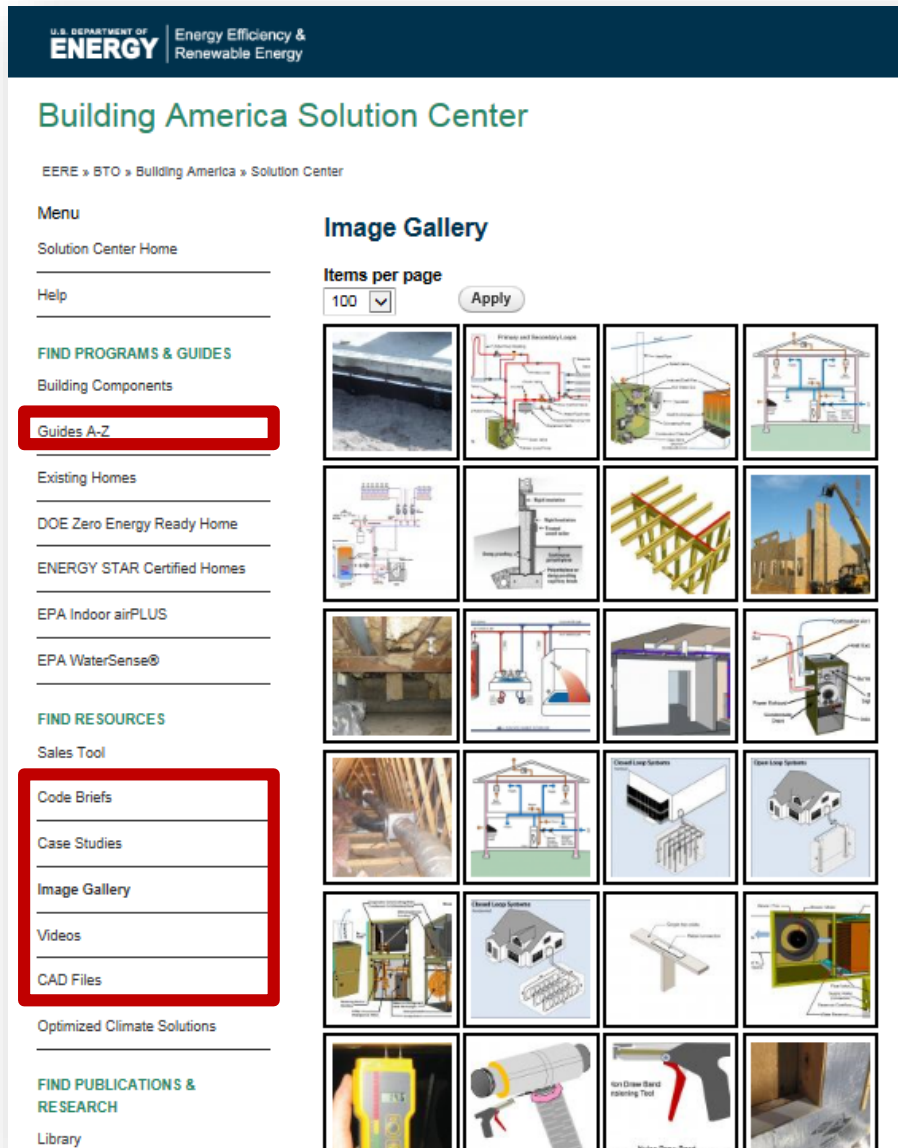 U.S. DEPARTMENT OF
ENERGY
Energy Efficiency &
Renewable Energy
Building America Solution Center
EERE » BTO » Building America » Solution Center
Menu
Solution Center Home
Help
FIND PROGRAMS & GUIDES
Building Components
Guides A-Z
Existing Homes
DOE Zero Energy Ready Home
ENERGY STAR Certified Homes
EPA Indoor airPLUS
EPA WaterSense®
FIND RESOURCES
Sales Tool
Code Briefs
Case Studies
Image Gallery
Videos
CAD Files
Optimized Climate Solutions
FIND PUBLICATIONS &
RESEARCH
Library
Image Gallery
Items per page
100
Apply
Primary and Secondary Loops
Rigid insulation
Closed Loop Systems
Open Loop Systems
Closed Loop Systems